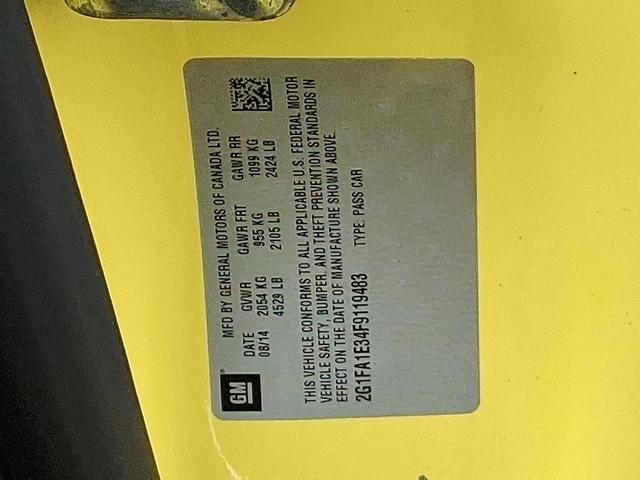 GM
MFD BY GENERAL MOTORS OF CANADA LTD.
DATE GVWR GAWR FRT GAWR RR
08/14 2054 KG 955 KG 1099 KG
4529 LB 2105 LB 2424 LB
THIS VEHICLE CONFORMS TO ALL APPLICABLE U.S. FEDERAL MOTOR
VEHICLE SAFETY, BUMPER, AND THEFT PREVENTION STANDARDS IN
EFFECT ON THE DATE OF MANUFACTURE SHOWN ABOVE.
2G1FA1E34F9119483 TYPE: PASS CAR